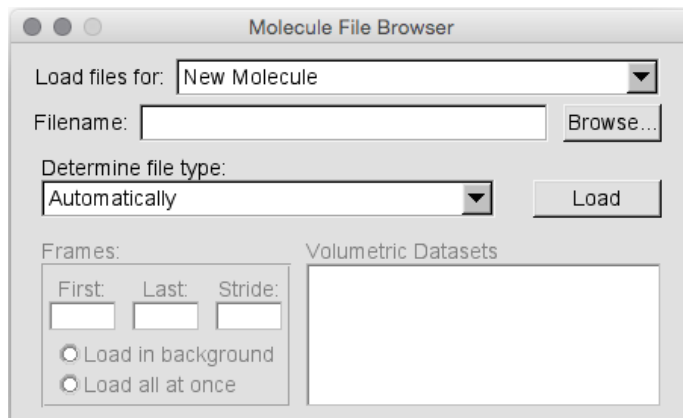 Molecule File Browser
Load files for: New Molecule
Filename: Browse...
Determine file type:
Automatically Load
Frames: Volumetric Datasets
First: Last: Stride:
Load in background
Load all at once